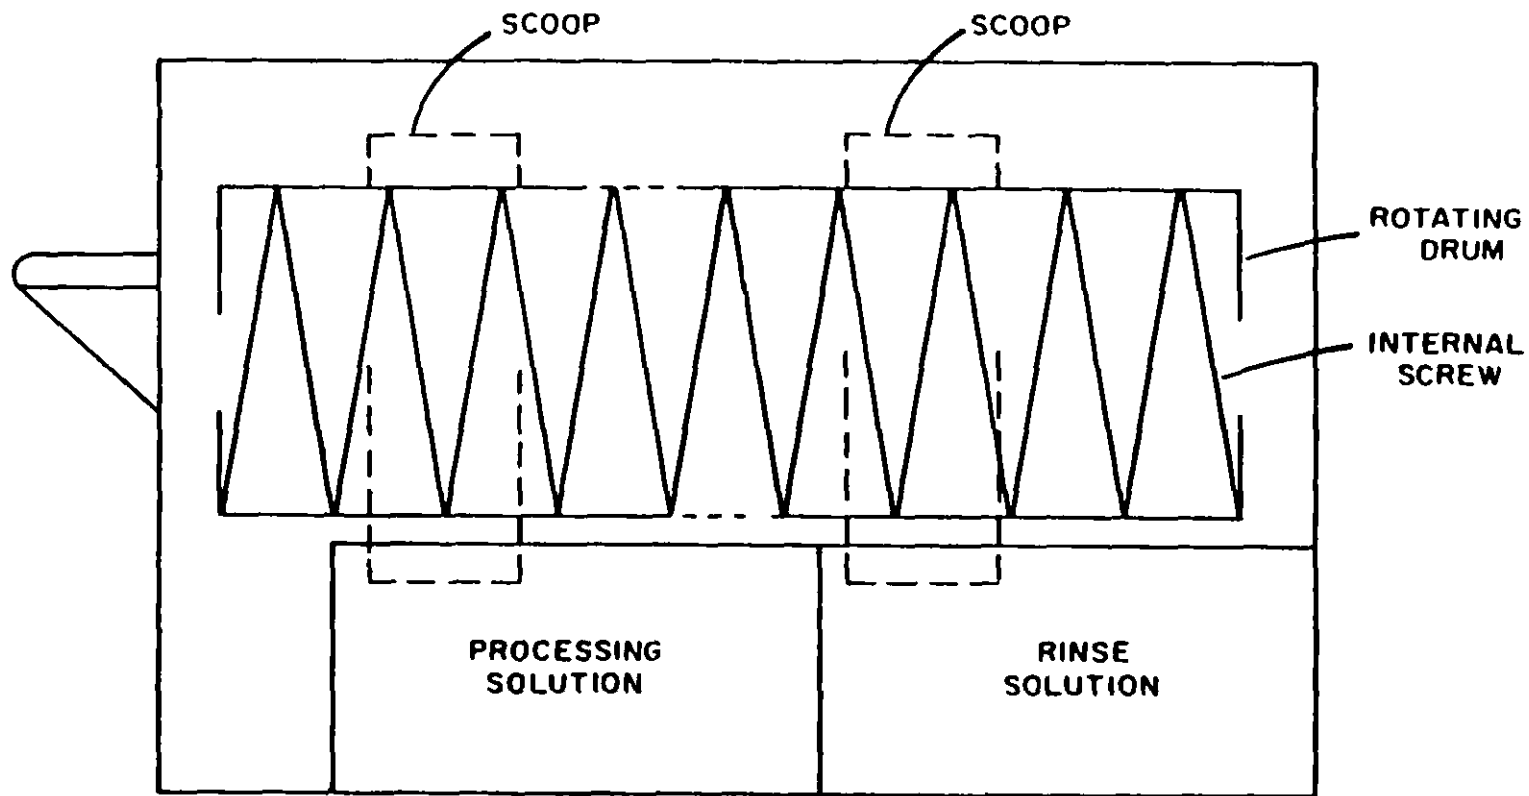 SCOOP
SCOOP
ROTATING
DRUM
INTERNAL
SCREW
PROCESSING
SOLUTION
RINSE
SOLUTION